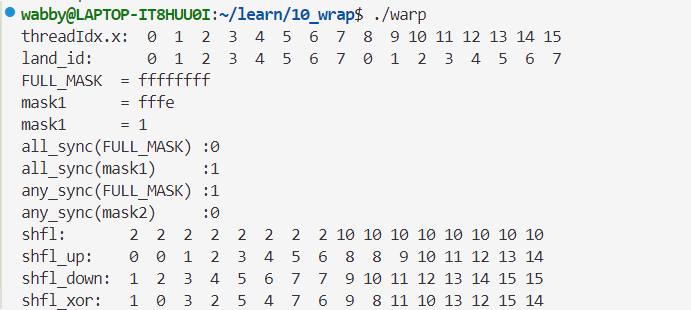 wabby@LAPTOP-IT8HUU0I:~/learn/10_wrap$ ./warp
threadIdx.x:  0  1  2  3  4  5  6  7  8  9 10 11 12 13 14 15
land_id:      0  1  2  3  4  5  6  7  0  1  2  3  4  5  6  7
FULL_MASK  = ffffffff
mask1      = fffe
mask1      = 1
all_sync(FULL_MASK) :0
all_sync(mask1)     :1
any_sync(FULL_MASK) :1
any_sync(mask2)     :0
shfl:       2  2  2  2  2  2  2  2 10 10 10 10 10 10 10 10
shfl_up:    0  0  1  2  3  4  5  6  8  8  9 10 11 12 13 14
shfl_down:  1  2  3  4  5  6  7  7  9 10 11 12 13 14 15 15
shfl_xor:   1  0  3  2  5  4  7  6  9  8 11 10 13 12 15 14